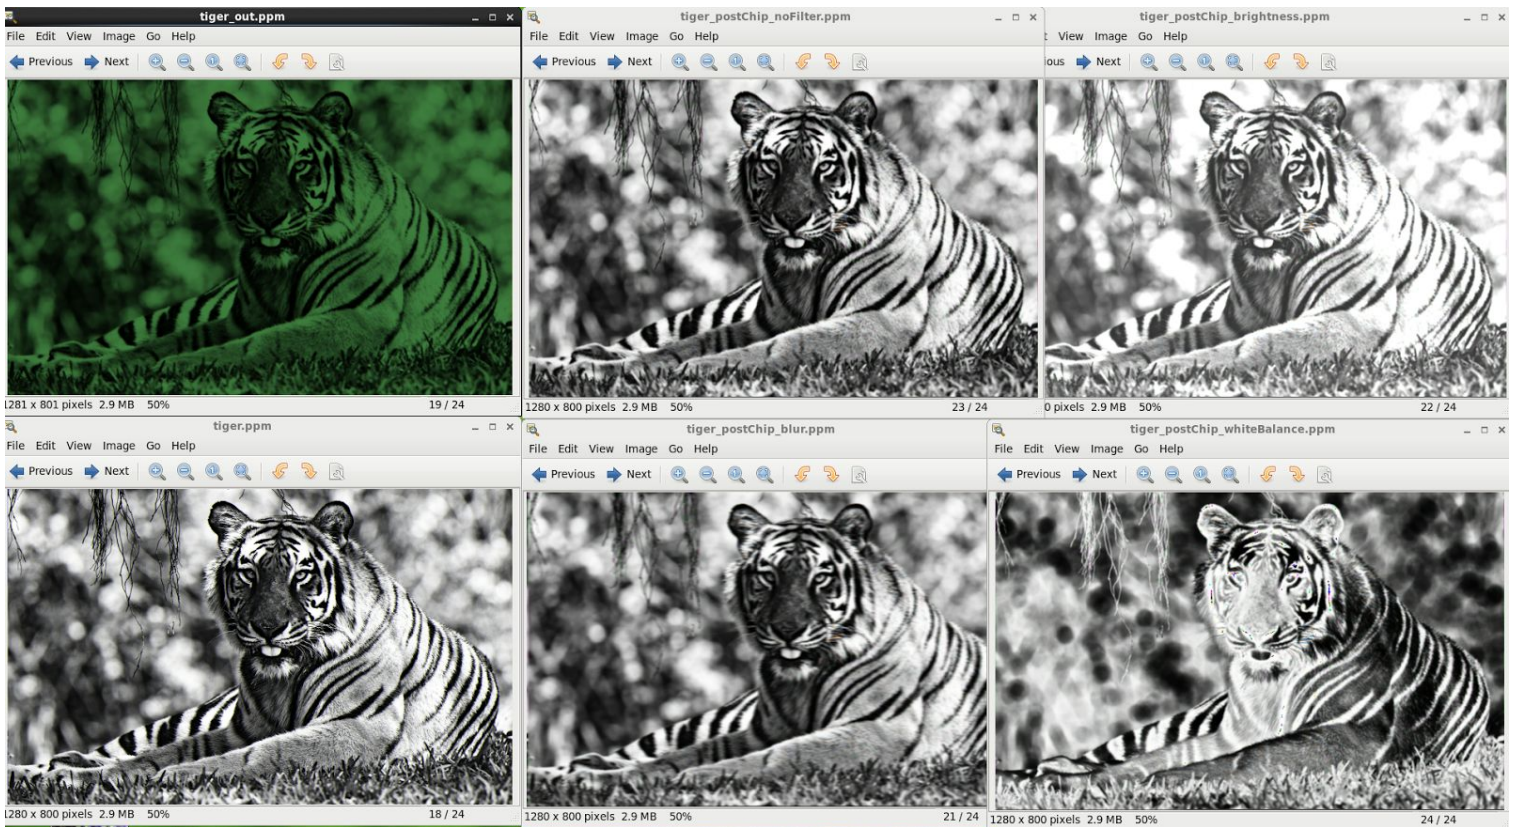 tiger_out.ppm
File Edit View Image Go Help
Previous Next
1281 x 801 pixels 2.9 MB 50% 19 / 24
tiger_postChip_noFilter.ppm
File Edit View Image Go Help
Previous Next
1280 x 800 pixels 2.9 MB 50% 23 / 24
tiger_postChip_brightness.ppm
t View Image Go Help
ious Next
0 pixels 2.9 MB 50% 22 / 24
tiger.ppm
File Edit View Image Go Help
Previous Next
1280 x 800 pixels 2.9 MB 50% 18 / 24
tiger_postChip_blur.ppm
File Edit View Image Go Help
Previous Next
1280 x 800 pixels 2.9 MB 50% 21 / 24
tiger_postChip_whiteBalance.ppm
File Edit View Image Go Help
Previous Next
1280 x 800 pixels 2.9 MB 50% 24 / 24